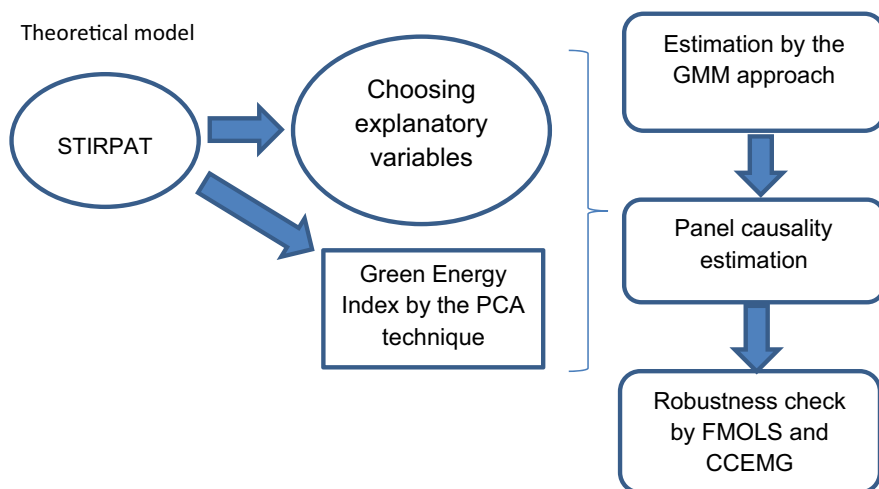 Theoretical model
STIRPAT
Choosing
explanatory
variables
Green Energy
Index by the PCA
technique
Estimation by the
GMM approach
Panel causality
estimation
Robustness check
by FMOLS and
CCEMG